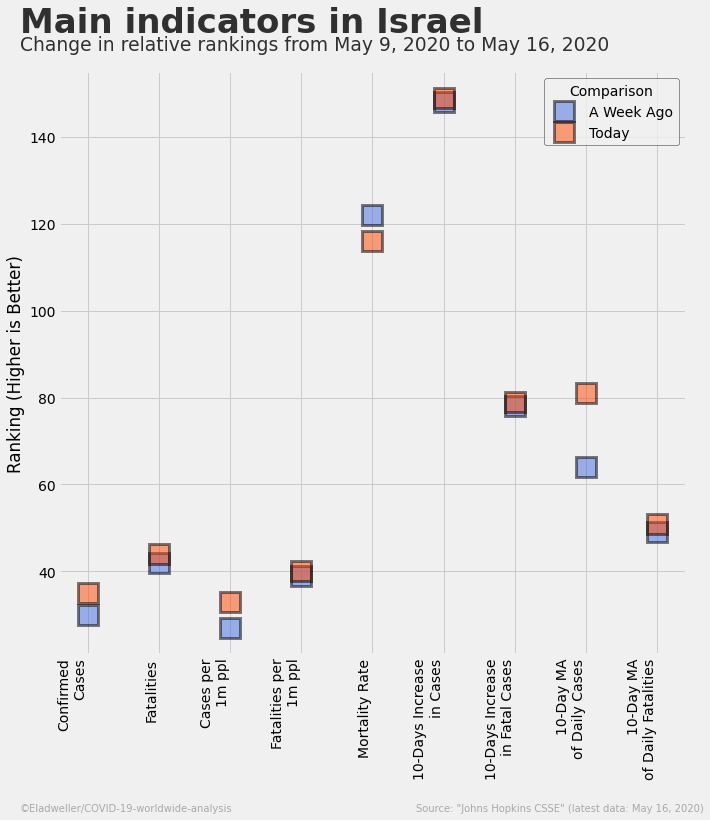 Main indicators in Israel
Change in relative rankings from May 9, 2020 to May 16, 2020
Comparison
A Week Ago
Today
Ranking (Higher is Better)
140
120
100
80
60
40
Confirmed
Cases
Fatalities
Cases per
1m ppl
Fatalities per
1m ppl
Mortality Rate
10-Days Increase
in Cases
10-Days Increase
in Fatal Cases
10-Day MA
of Daily Cases
10-Day MA
of Daily Fatalities
©Eladweller/COVID-19-worldwide-analysis
Source: "Johns Hopkins CSSE" (latest data: May 16, 2020)